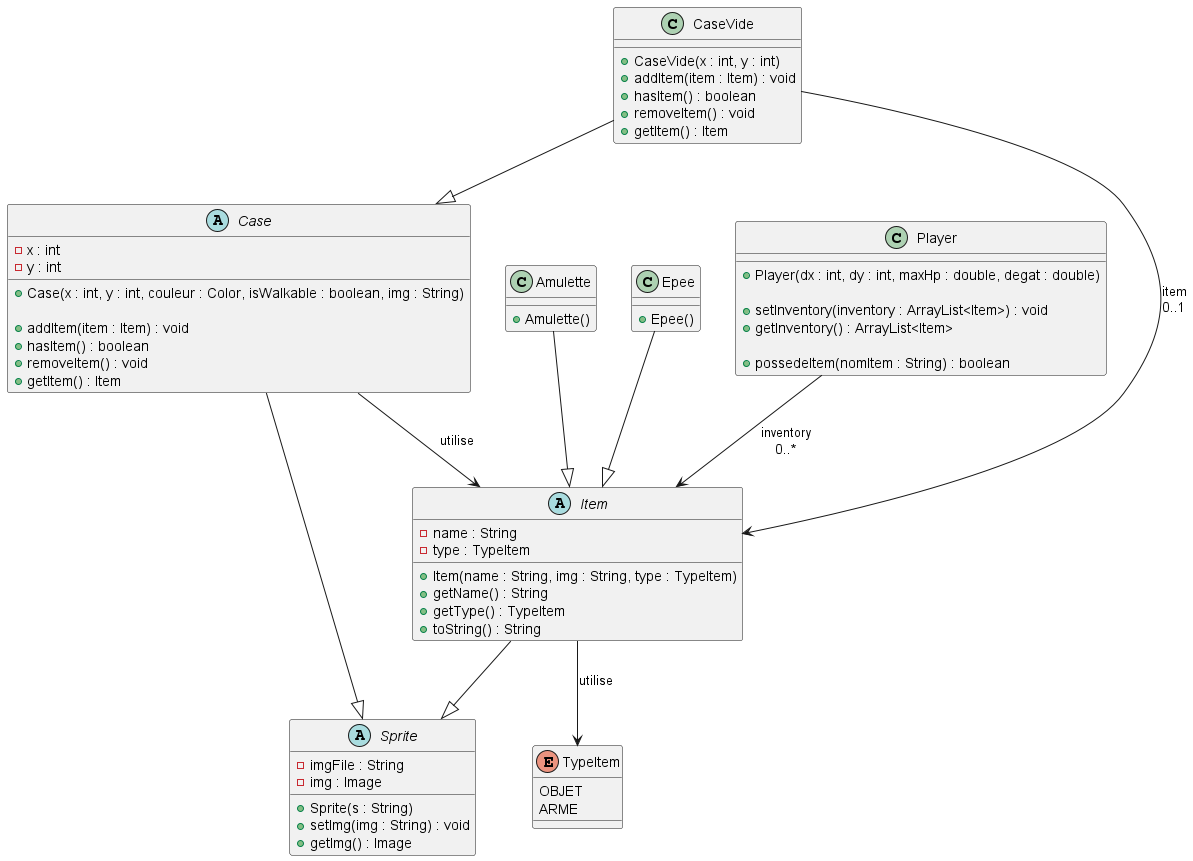 C CaseVide
CaseVide(x : int, y : int)
addItem(item : Item) : void
hasItem() : boolean
removeItem() : void
getItem() : Item
A Case
x : int
y : int
Case(x : int, y : int, couleur : Color, isWalkable : boolean, img : String)
addItem(item : Item) : void
hasItem() : boolean
removeItem() : void
getItem() : Item
C Amulette
Amulette()
C Epee
Epee()
C Player
Player(dx : int, dy : int, maxHp : double, degat : double)
setInventory(inventory : ArrayList<Item>) : void
getInventory() : ArrayList<Item>
possedeItem(nomItem : String) : boolean
item
0..1
utilise
inventory
0..*
A Item
name : String
type : TypeItem
Item(name : String, img : String, type : TypeItem)
getName() : String
getType() : TypeItem
toString() : String
utilise
A Sprite
imgFile : String
img : Image
Sprite(s : String)
setImg(img : String) : void
getImg() : Image
E TypeItem
OBJET
ARME